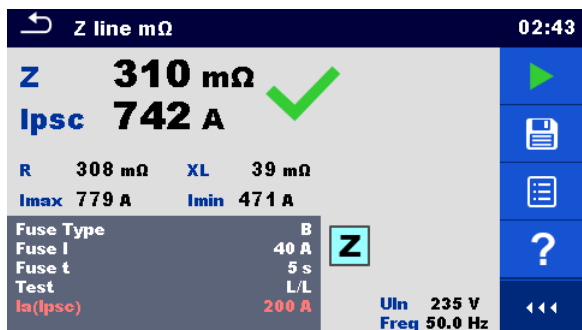 Z line mΩ 02:43
Z 310 mΩ
Ipsc 742 A
R 308 mΩ XL 39 mΩ
Imax 779 A Imin 471 A
Fuse Type B
Fuse I 40 A
Fuse t 5 s
Test L/L
Ia(Ipsc) 200 A
Z
Uln 235 V
Freq 50.0 Hz
?